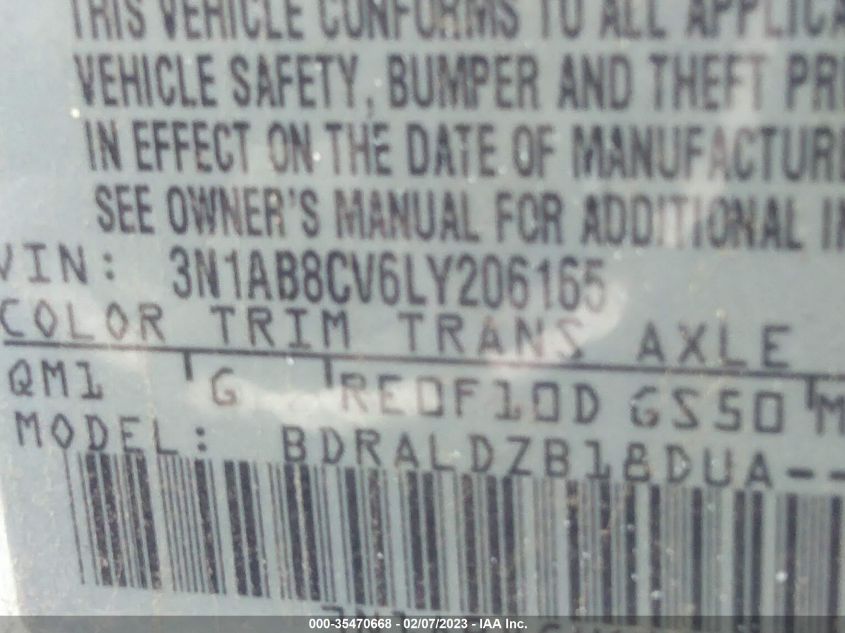 THIS VEHICLE CONFORMS TO ALL APPLICA
VEHICLE SAFETY, BUMPER AND THEFT PR
IN EFFECT ON THE DATE OF MANUFACTUR
SEE OWNER'S MANUAL FOR ADDITIONAL I
VIN: 3N1AB8CV6LY206165
COLOR TRIM TRANS AXLE
QM1 G RE0F10D GS50 M
MODEL: BDRALDZB18DUA--
000-35470668 - 02/07/2023 - IAA Inc.